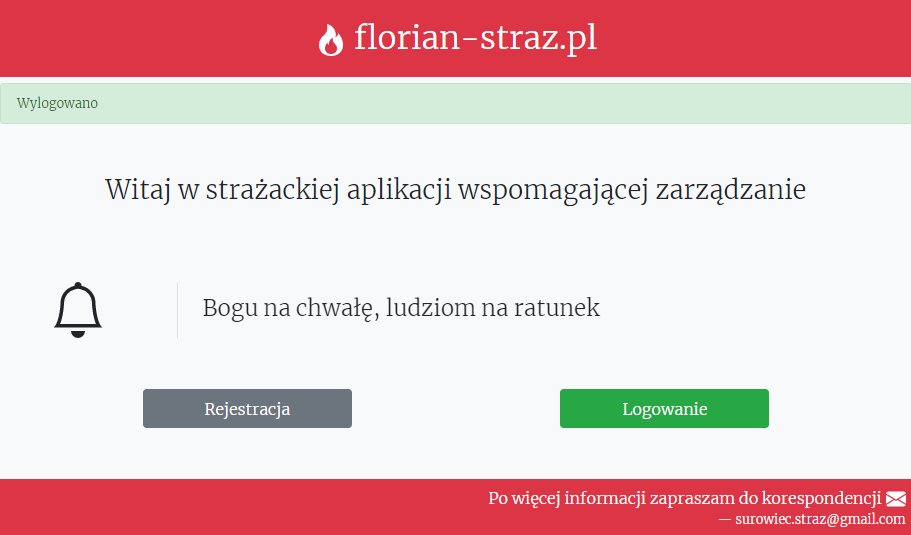 florian-straz.pl
Wylogowano
Witaj w strażackiej aplikacji wspomagającej zarządzanie
Bogu na chwałę, ludziom na ratunek
Rejestracja
Logowanie
Po więcej informacji zapraszam do korespondencji
— surowiec.straz@gmail.com